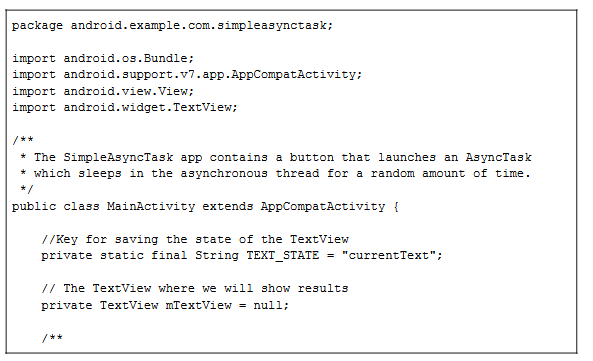 package android.example.com.simpleasynctask;

import android.os.Bundle;
import android.support.v7.app.AppCompatActivity;
import android.view.View;
import android.widget.TextView;

/**
 * The SimpleAsyncTask app contains a button that launches an AsyncTask
 * which sleeps in the asynchronous thread for a random amount of time.
 */
public class MainActivity extends AppCompatActivity {

    //Key for saving the state of the TextView
    private static final String TEXT_STATE = "currentText";

    // The TextView where we will show results
    private TextView mTextView = null;

    /**